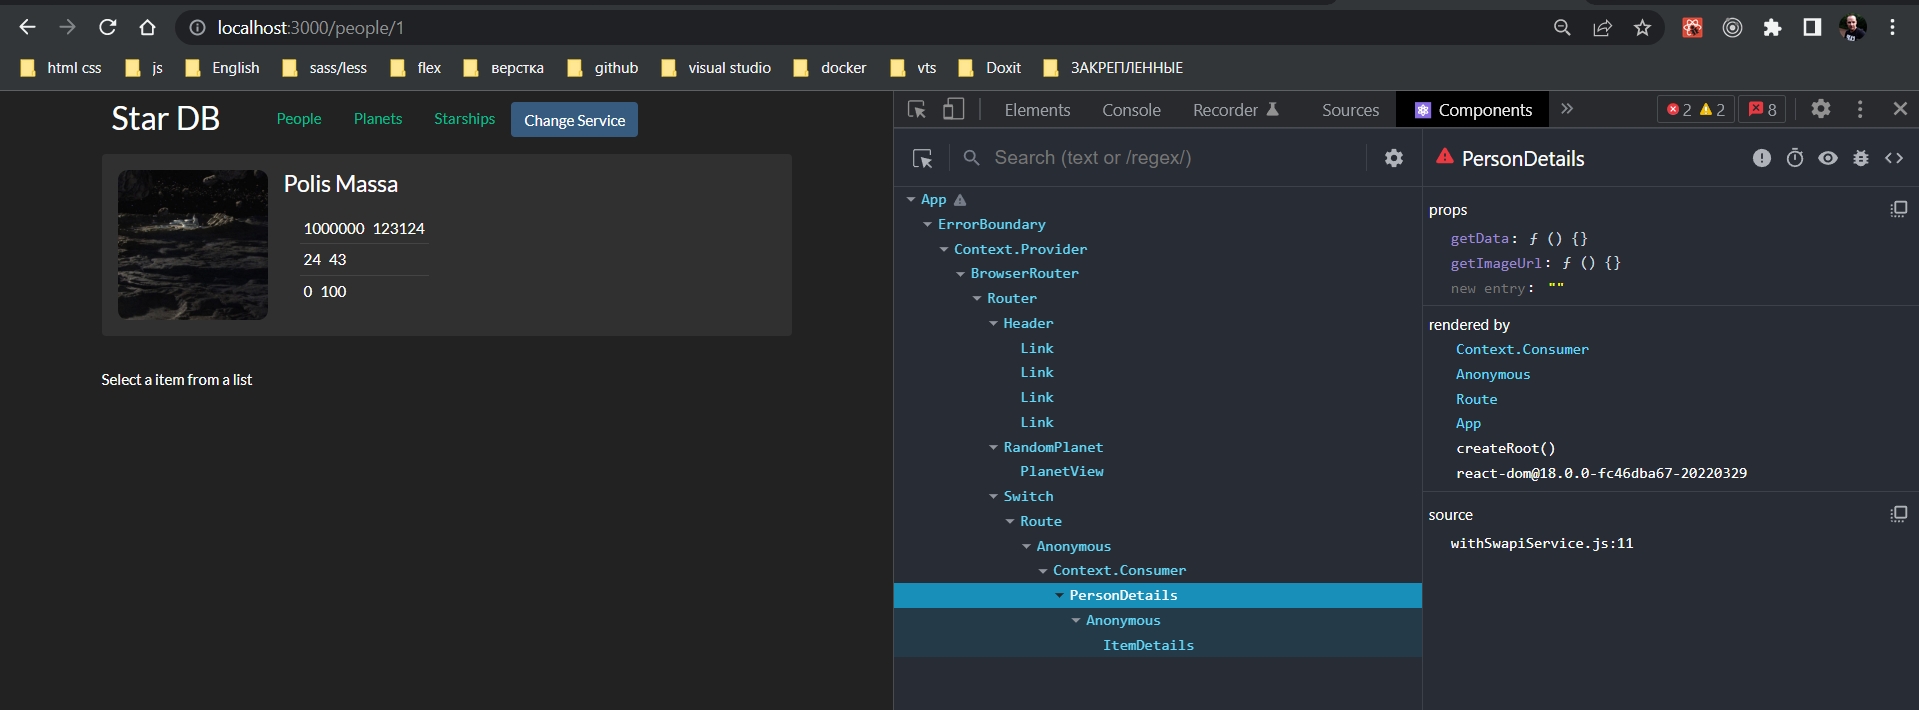 localhost:3000/people/1
html css js English sass/less flex верстка github visual studio docker vts Doxit ЗАКРЕПЛЕННЫЕ
Star DB People Planets Starships Change Service
Polis Massa
1000000 123124
24 43
0 100
Select a item from a list
Elements Console Recorder Sources Components » 2 2 8
Search (text or /regex/)
App
ErrorBoundary
Context.Provider
BrowserRouter
Router
Header
Link
Link
Link
Link
RandomPlanet
PlanetView
Switch
Route
Anonymous
Context.Consumer
PersonDetails
Anonymous
ItemDetails
PersonDetails
props
getData: ƒ () {}
getImageUrl: ƒ () {}
new entry: ""
rendered by
Context.Consumer
Anonymous
Route
App
createRoot()
react-dom@18.0.0-fc46dba67-20220329
source
withSwapiService.js:11